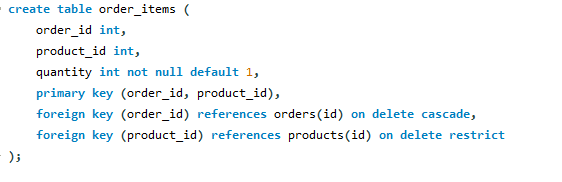 create table order_items (
    order_id int,
    product_id int,
    quantity int not null default 1,
    primary key (order_id, product_id),
    foreign key (order_id) references orders(id) on delete cascade,
    foreign key (product_id) references products(id) on delete restrict
);